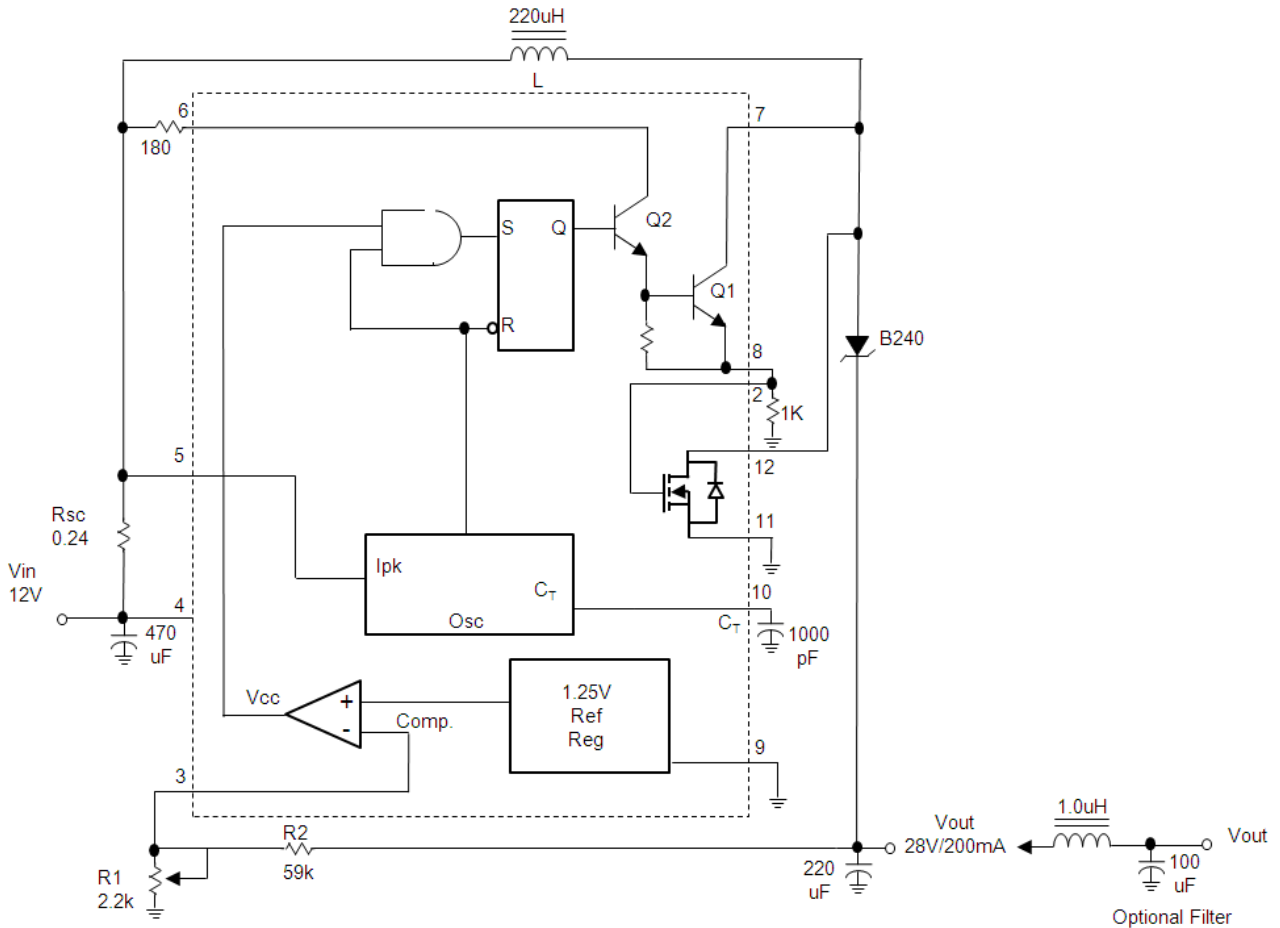 220uH
L
6
7
180
Q2
S
Q
Q1
R
B240
8
2
1K
5
12
Rsc
0.24
11
Ipk
Vin
12V
10
CT
4
Osc
CT
470
uF
1000
pF
1.25V
Ref
Reg
Vcc
+
Comp.
-
9
3
1.0uH
R2
Vout
Vout
28V/200mA
59k
R1
2.2k
220
uF
100
uF
Optional Filter